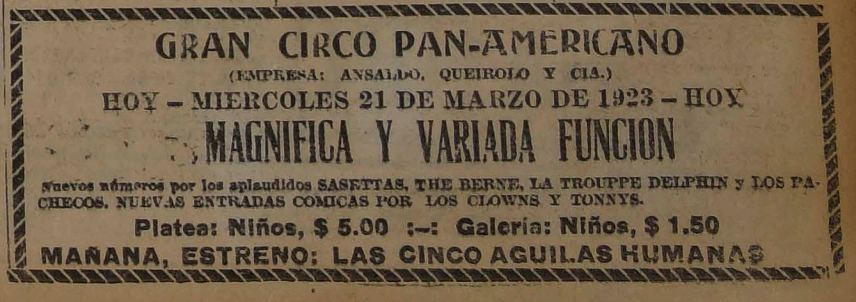 GRAN CIRCO PAN-AMERICANO
(EMPRESA: ANSALDO, QUEIROLO Y CIA.)
HOY – MIERCOLES 21 DE MARZO DE 1923 – HOY
MAGNIFICA Y VARIADA FUNCION
Nuevos números por los aplaudidos SASETTAS, THE BERNE, LA TROUPPE DELPHIN y LOS PA-
CHECOS. NUEVAS ENTRADAS COMICAS POR LOS CLOWNS Y TONNYS.
Platea: Niños, $ 5.00 :–: Galería: Niños, $ 1.50
MAÑANA, ESTRENO: LAS CINCO AGUILAS HUMANAS